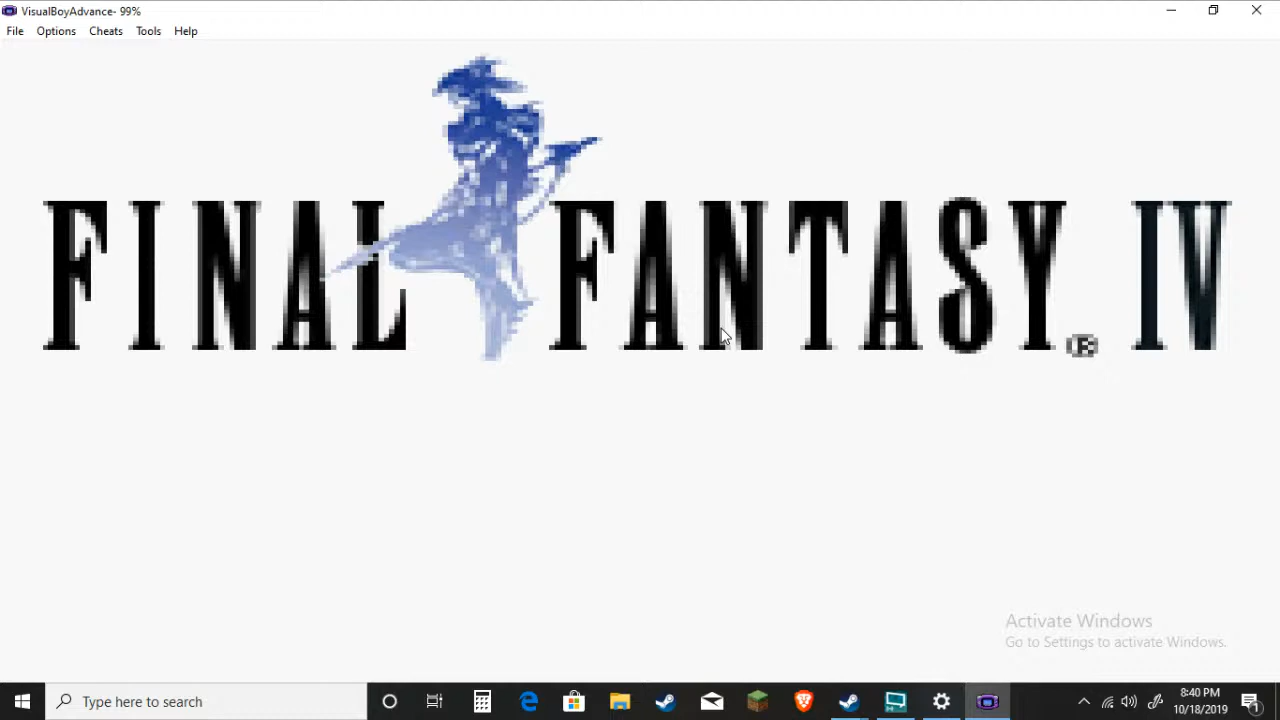 VisualBoyAdvance- 99%
File Options Cheats Tools Help
FINAL FANTASY® IV
Activate Windows
Go to Settings to activate Windows.
Type here to search
8:40 PM
10/18/2019
1